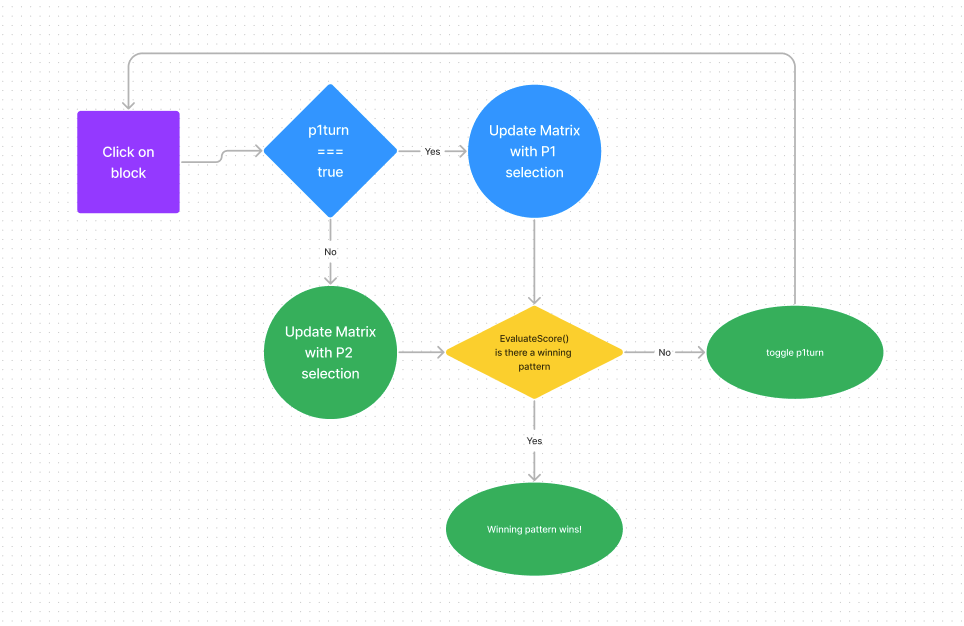 Click on
block
p1turn
===
true
Yes
Update Matrix
with P1
selection
No
Update Matrix
with P2
selection
EvaluateScore()
is there a winning
pattern
No
toggle p1turn
Yes
Winning pattern wins!